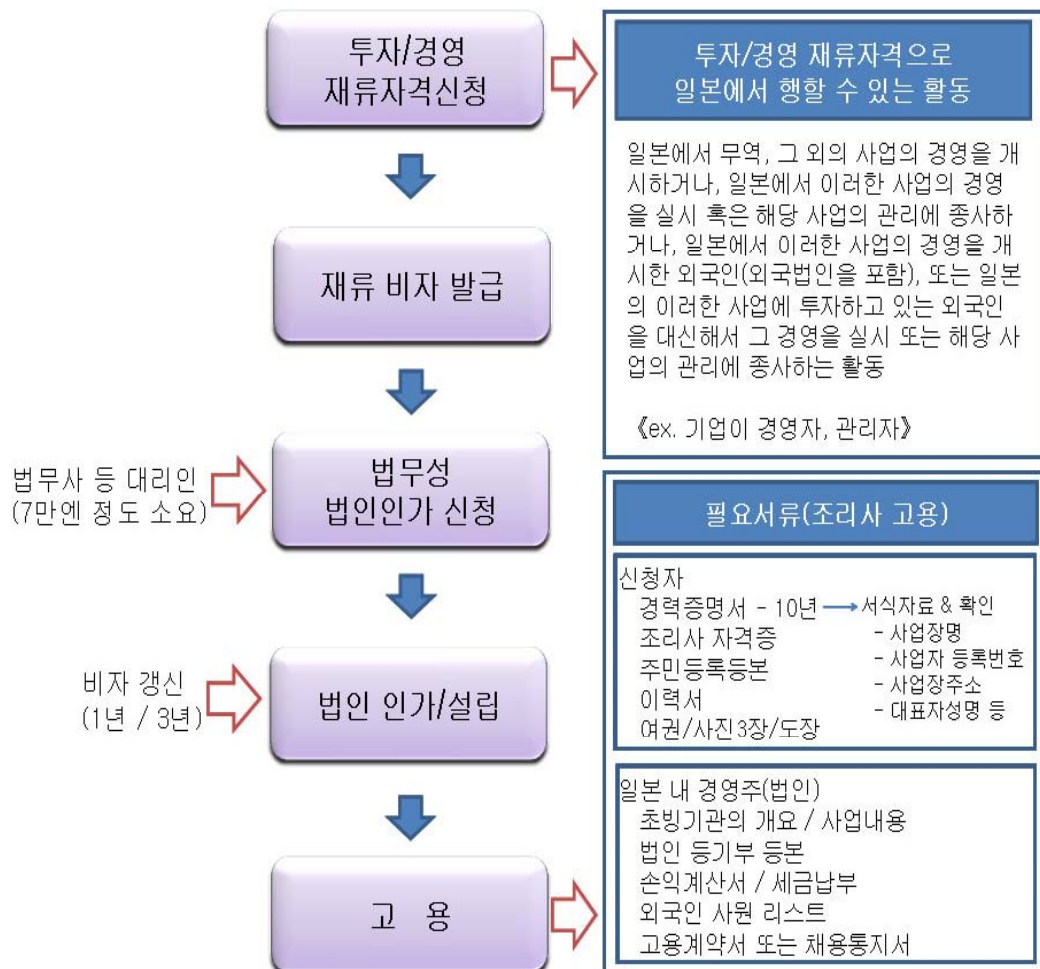 투자/경영
재류자격신청
투자/경영 재류자격으로
일본에서 행할 수 있는 활동
일본에서 무역, 그 외의 사업의 경영을 개
시하거나, 일본에서 이러한 사업의 경영
을 실시 혹은 해당 사업의 관리에 종사하
거나, 일본에서 이러한 사업의 경영을 개
시한 외국인(외국법인을 포함), 또는 일본
의 이러한 사업에 투자하고 있는 외국인
을 대신해서 그 경영을 실시 또는 해당 사
업의 관리에 종사하는 활동
《ex. 기업이 경영자, 관리자》
재류 비자 발급
법무사 등 대리인
(7만엔 정도 소요)
법무성
법인인가 신청
비자 갱신
(1년 / 3년)
법인 인가/설립
고 용
필요서류(조리사 고용)
신청자
경력증명서 - 10년
조리사 자격증
주민등록등본
이력서
여권/사진3장/도장
서식자료 & 확인
- 사업장명
- 사업자 등록번호
- 사업장주소
- 대표자성명 등
일본 내 경영주(법인)
초빙기관의 개요 / 사업내용
법인 등기부 등본
손익계산서 / 세금납부
외국인 사원 리스트
고용계약서 또는 채용통지서